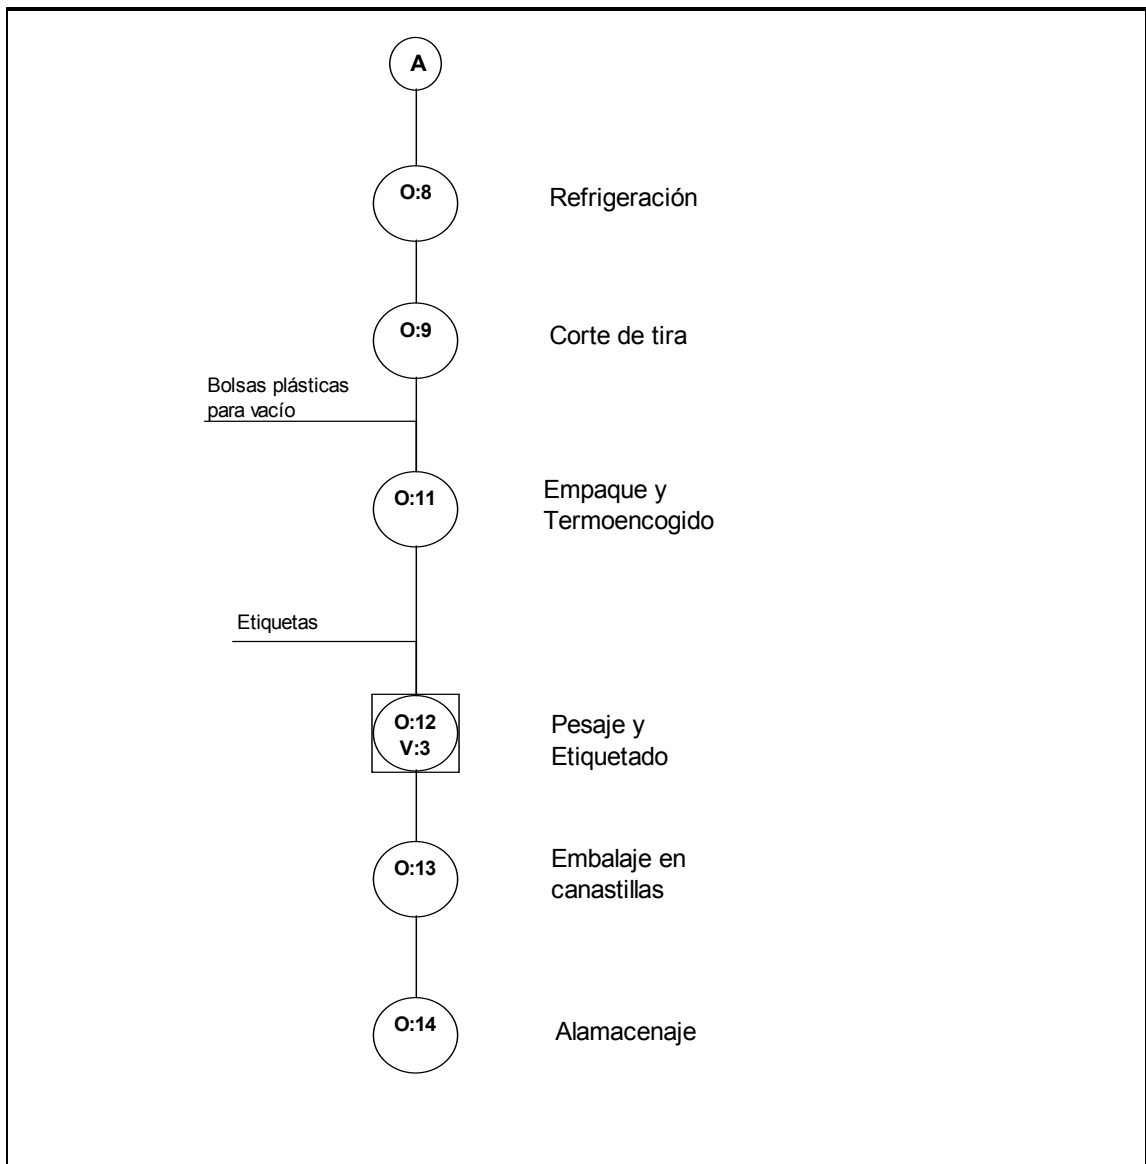 A
O:8
Refrigeración
O:9
Corte de tira
Bolsas plásticas
para vacío
O:11
Empaque y
Termoencogido
Etiquetas
O:12
V:3
Pesaje y
Etiquetado
O:13
Embalaje en
canastillas
O:14
Alamacenaje